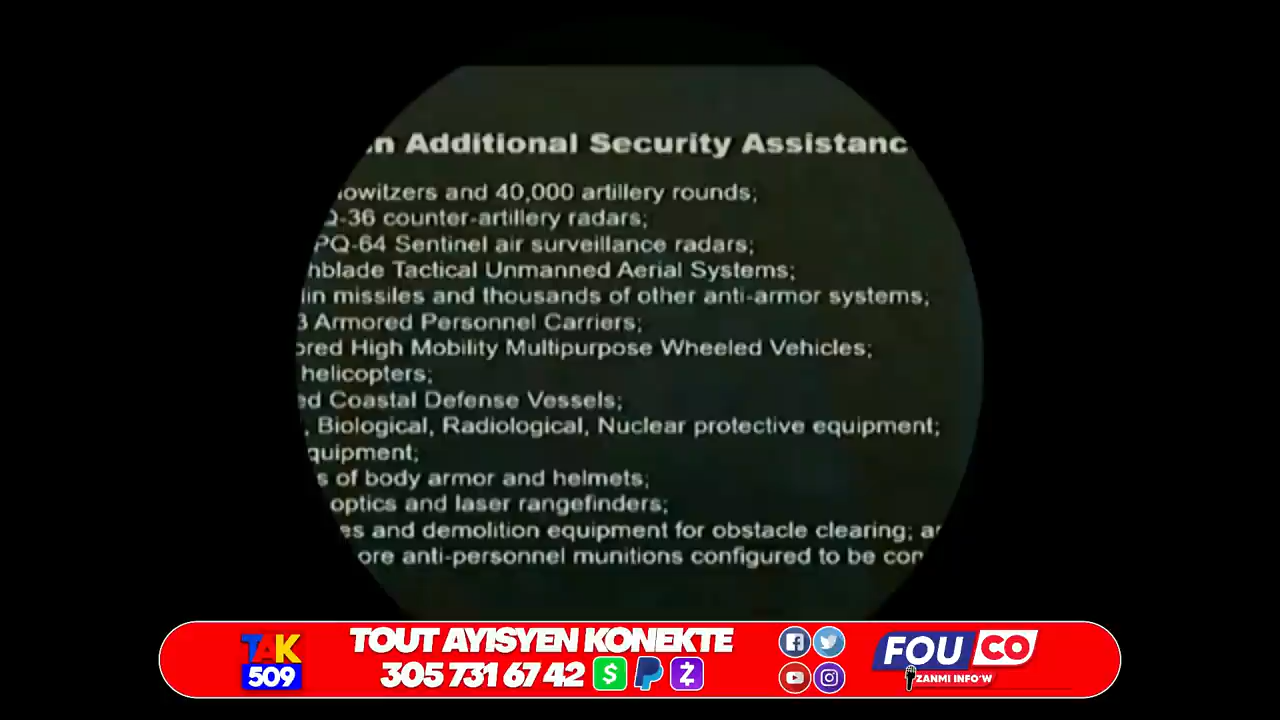 n Additional Security Assistanc
owitzers and 40,000 artillery rounds;
Q-36 counter-artillery radars;
PQ-64 Sentinel air surveillance radars;
hblade Tactical Unmanned Aerial Systems;
lin missiles and thousands of other anti-armor systems;
3 Armored Personnel Carriers;
ored High Mobility Multipurpose Wheeled Vehicles;
helicopters;
ed Coastal Defense Vessels;
, Biological, Radiological, Nuclear protective equipment;
quipment;
s of body armor and helmets;
optics and laser rangefinders;
es and demolition equipment for obstacle clearing; a
ore anti-personnel munitions configured to be con
TAK
509
TOUT AYISYEN KONEKTE
305 731 67 42
FOU CO
ZANMI INFO'W